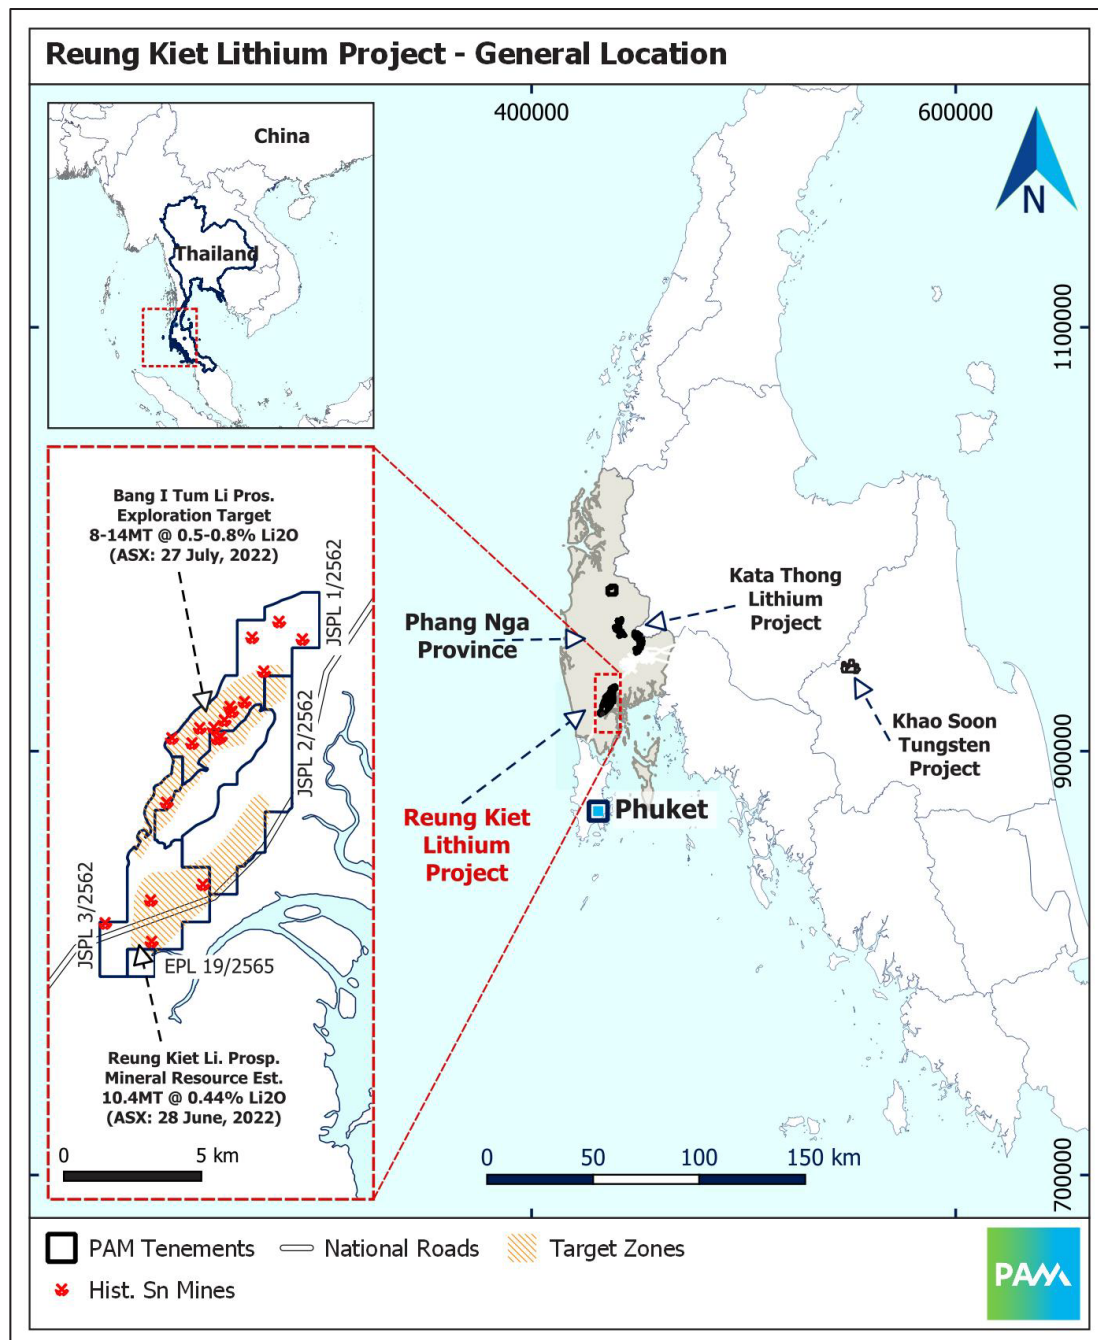 Reung Kiet Lithium Project - General Location
400000
600000
N
China
Thailand
1100000
900000
700000
Bang I Tum Li Pros.
Exploration Target
8-14MT @ 0.5-0.8% Li2O
(ASX: 27 July, 2022)
JSPL 1/2562
JSPL 2/2562
JSPL 3/2562
EPL 19/2565
Reung Kiet Li. Prosp.
Mineral Resource Est.
10.4MT @ 0.44% Li2O
(ASX: 28 June, 2022)
0 5 km
Phang Nga
Province
Kata Thong
Lithium
Project
Khao Soon
Tungsten
Project
Reung Kiet
Lithium
Project
Phuket
0 50 100 150 km
PAM Tenements
National Roads
Target Zones
Hist. Sn Mines
PAM